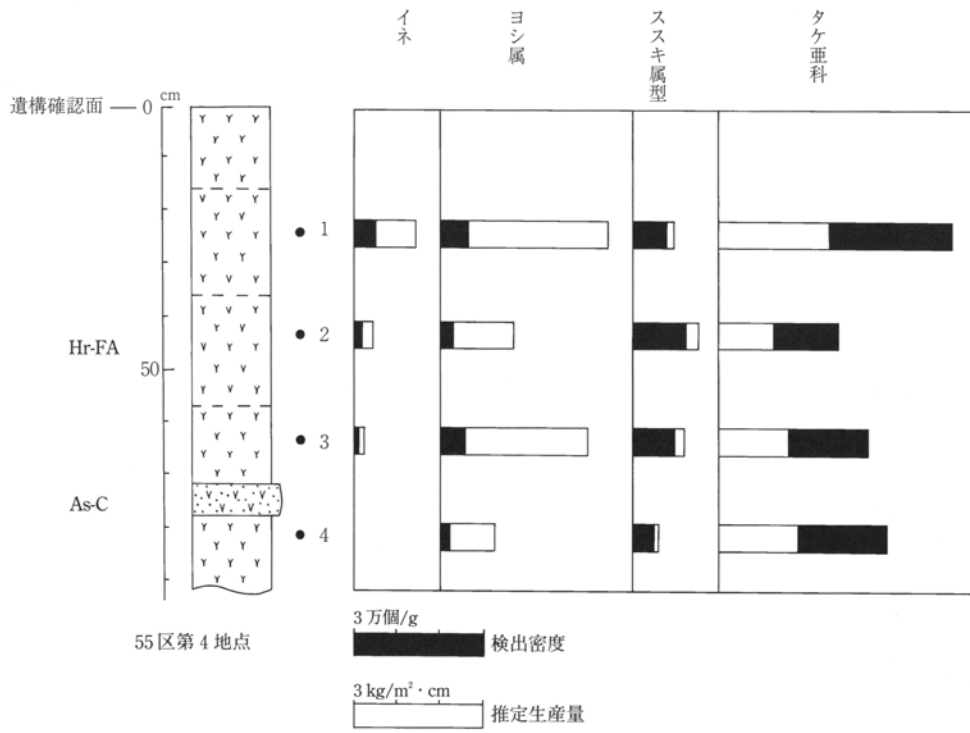 イネ
ヨシ属
ススキ属型
タケ亜科
遺構確認面
0
cm
1
2
Hr-FA
50
3
As-C
4
55区第4地点
3万個/g
検出密度
3 kg/m²・cm
推定生産量